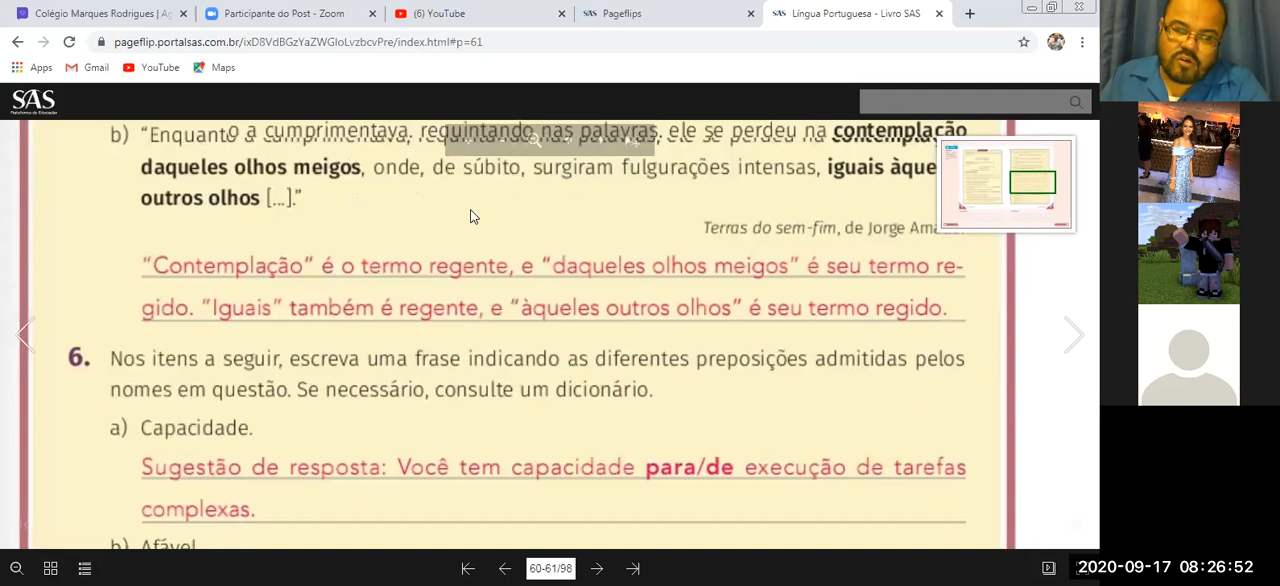 Colégio Marques Rodrigues | A
Participante do Post - Zoom
(6) YouTube
Pageflips
Língua Portuguesa - Livro SAS
pageflip.portalsas.com.br/ixD8VdBGzYaZWGIoLvzbcvPre/index.html#p=61
Apps Gmail YouTube Maps
SAS
Plataforma de Educação
b) “Enquanto a cumprimentava, requintando nas palavras, ele se perdeu na contemplação
daqueles olhos meigos, onde, de súbito, surgiram fulgurações intensas, iguais àque
outros olhos [...].”
Terras do sem-fim, de Jorge Ama
“Contemplação” é o termo regente, e “daqueles olhos meigos” é seu termo re-
gido. “Iguais” também é regente, e “àqueles outros olhos” é seu termo regido.
6. Nos itens a seguir, escreva uma frase indicando as diferentes preposições admitidas pelos
nomes em questão. Se necessário, consulte um dicionário.
a) Capacidade.
Sugestão de resposta: Você tem capacidade para/de execução de tarefas
complexas.
b) Afável
60-61/98
2020-09-17 08:26:52